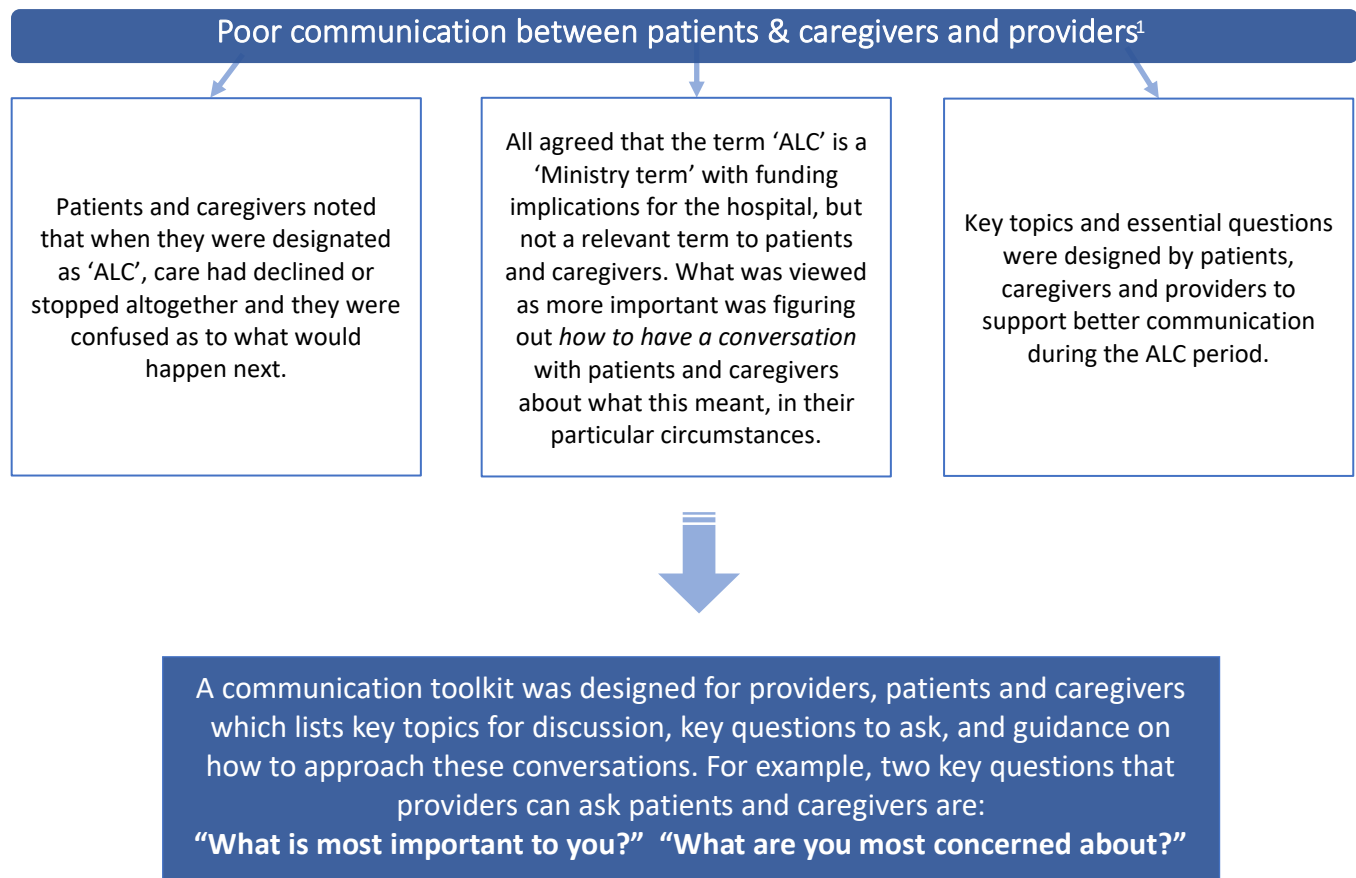 Poor communication between patients & caregivers and providers¹
Patients and caregivers noted
that when they were designated
as ‘ALC’, care had declined or
stopped altogether and they were
confused as to what would
happen next.
All agreed that the term ‘ALC’ is a
‘Ministry term’ with funding
implications for the hospital, but
not a relevant term to patients
and caregivers. What was viewed
as more important was figuring
out how to have a conversation
with patients and caregivers
about what this meant, in their
particular circumstances.
Key topics and essential questions
were designed by patients,
caregivers and providers to
support better communication
during the ALC period.
A communication toolkit was designed for providers, patients and caregivers
which lists key topics for discussion, key questions to ask, and guidance on
how to approach these conversations. For example, two key questions that
providers can ask patients and caregivers are:
“What is most important to you?” “What are you most concerned about?”